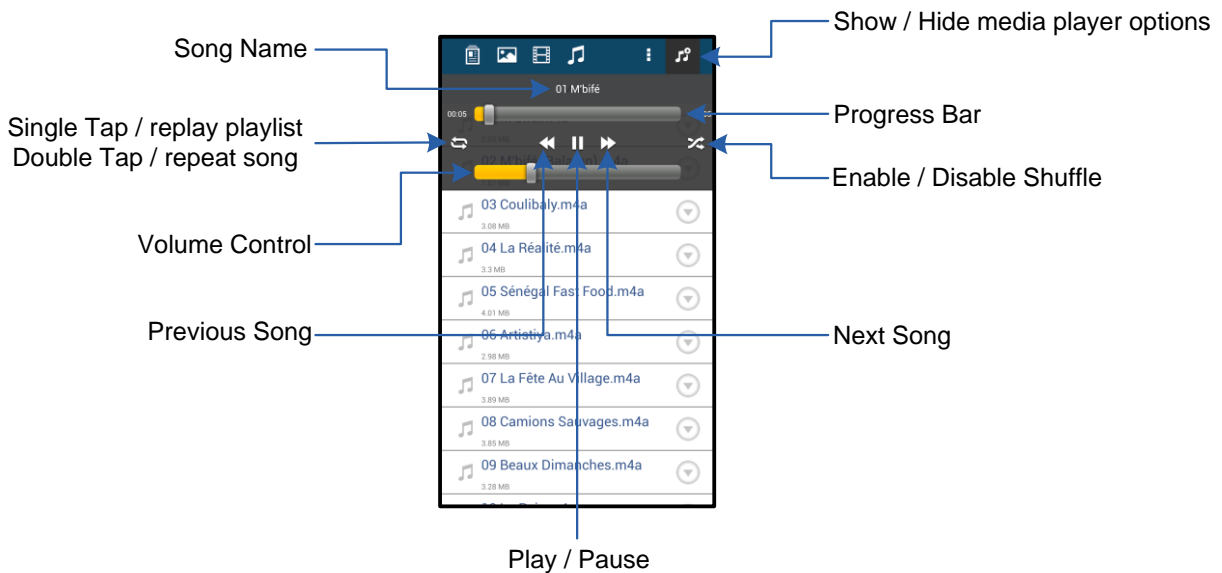 Show / Hide media player options
Song Name
01 M'bifé
00:05
Progress Bar
Single Tap / replay playlist
Double Tap / repeat song
Enable / Disable Shuffle
03 Coulibaly.m4a
3.08 MB
Volume Control
04 La Réalité.m4a
3.3 MB
05 Sénégal Fast Food.m4a
4.01 MB
Previous Song
06 Artistiya.m4a
2.98 MB
Next Song
07 La Fête Au Village.m4a
3.89 MB
08 Camions Sauvages.m4a
3.85 MB
09 Beaux Dimanches.m4a
3.28 MB
Play / Pause